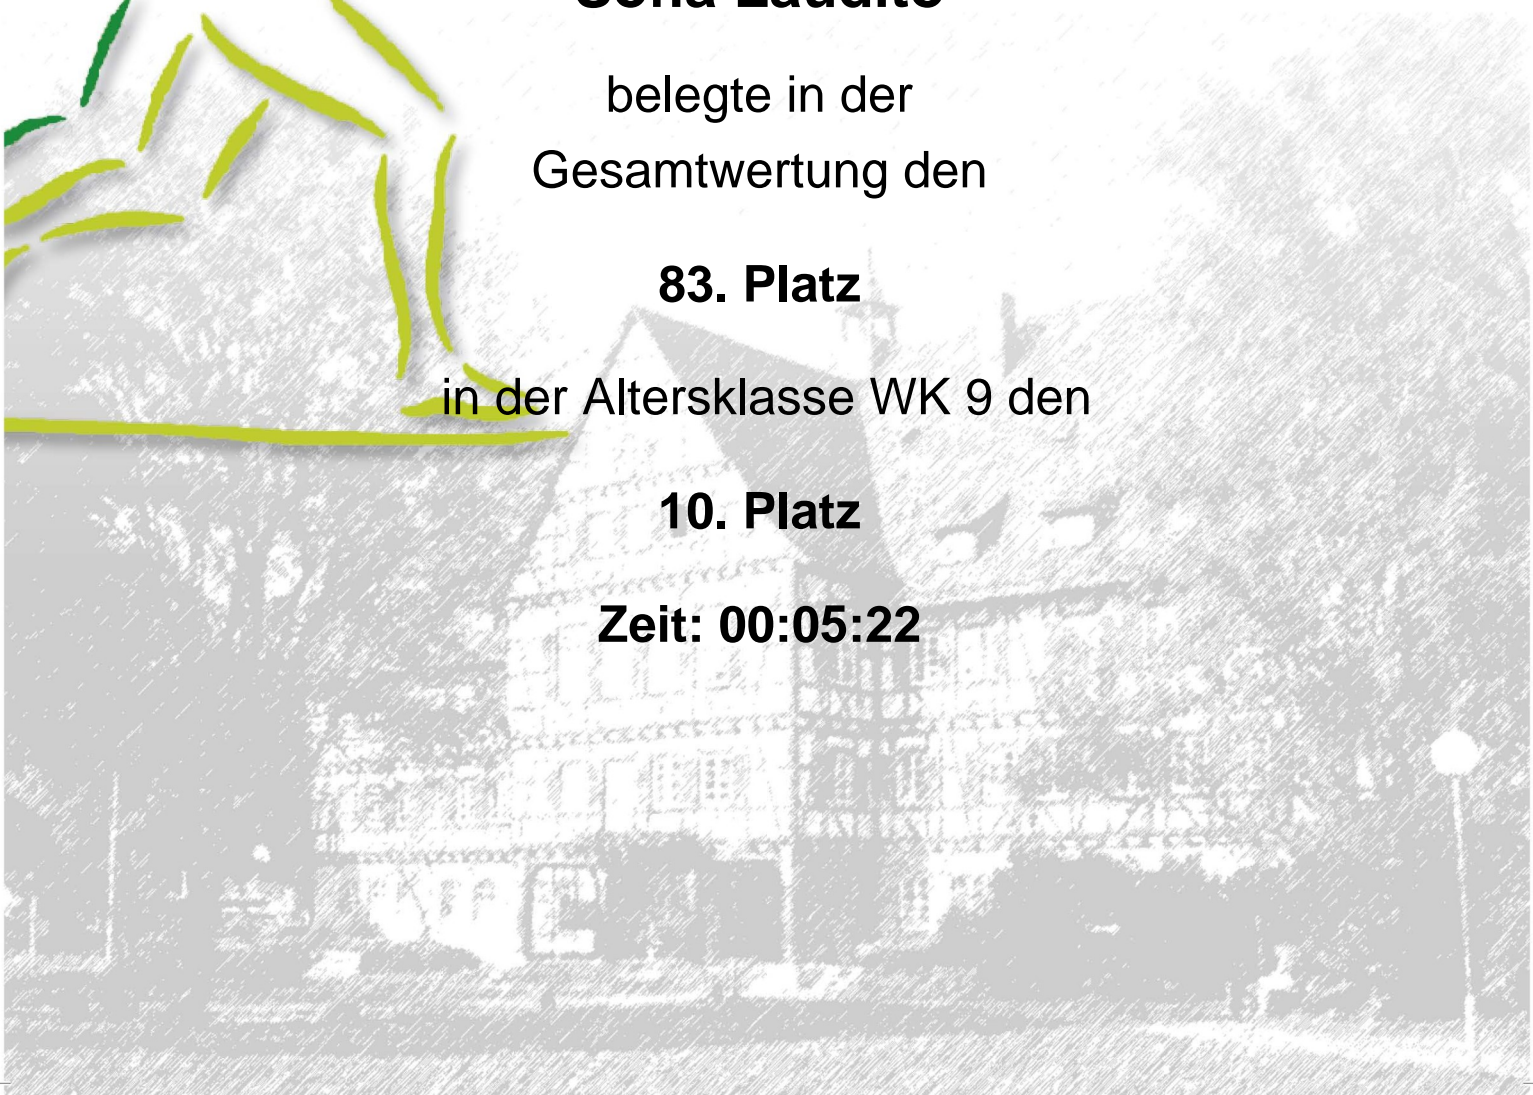 belegte in der
Gesamtwertung den
83. Platz
in der Altersklasse WK 9 den
10. Platz
Zeit: 00:05:22